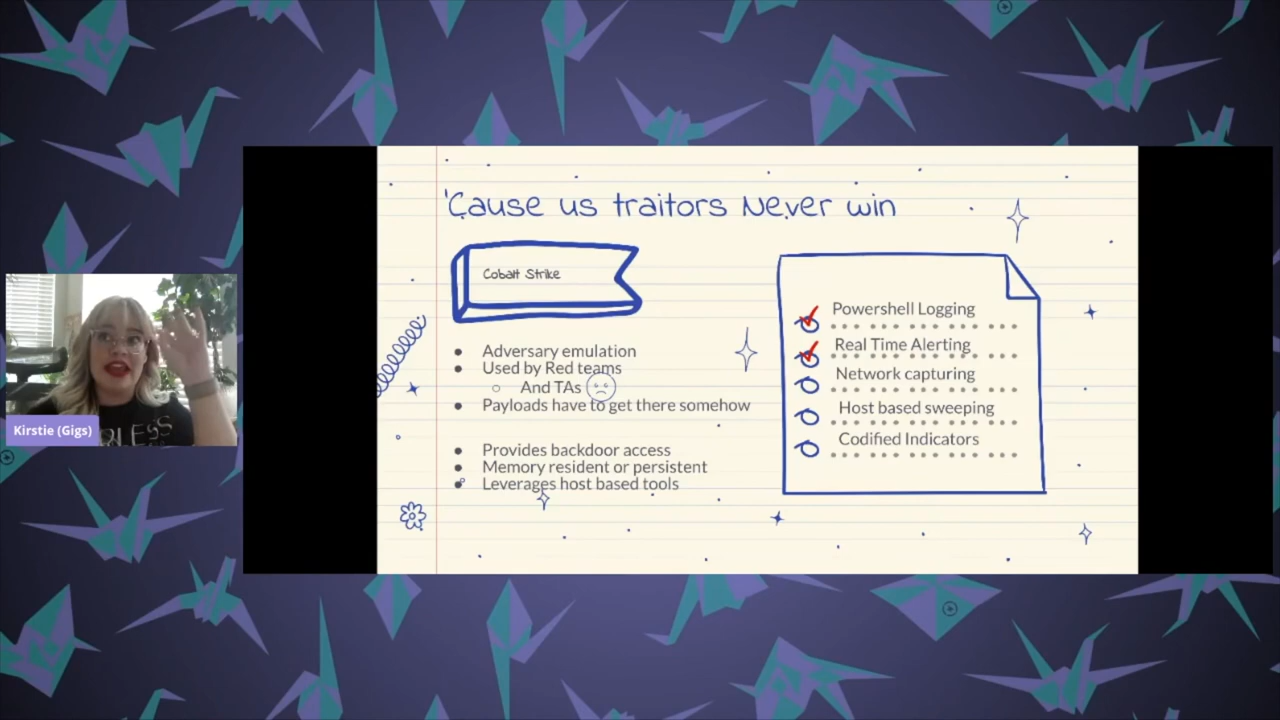 'Cause us traitors Never win
Cobalt Strike
Adversary emulation
Used by Red teams
And TAs
Payloads have to get there somehow
Provides backdoor access
Memory resident or persistent
Leverages host based tools
Powershell Logging
Real Time Alerting
Network capturing
Host based sweeping
Codified Indicators
Kirstie (Gigs)